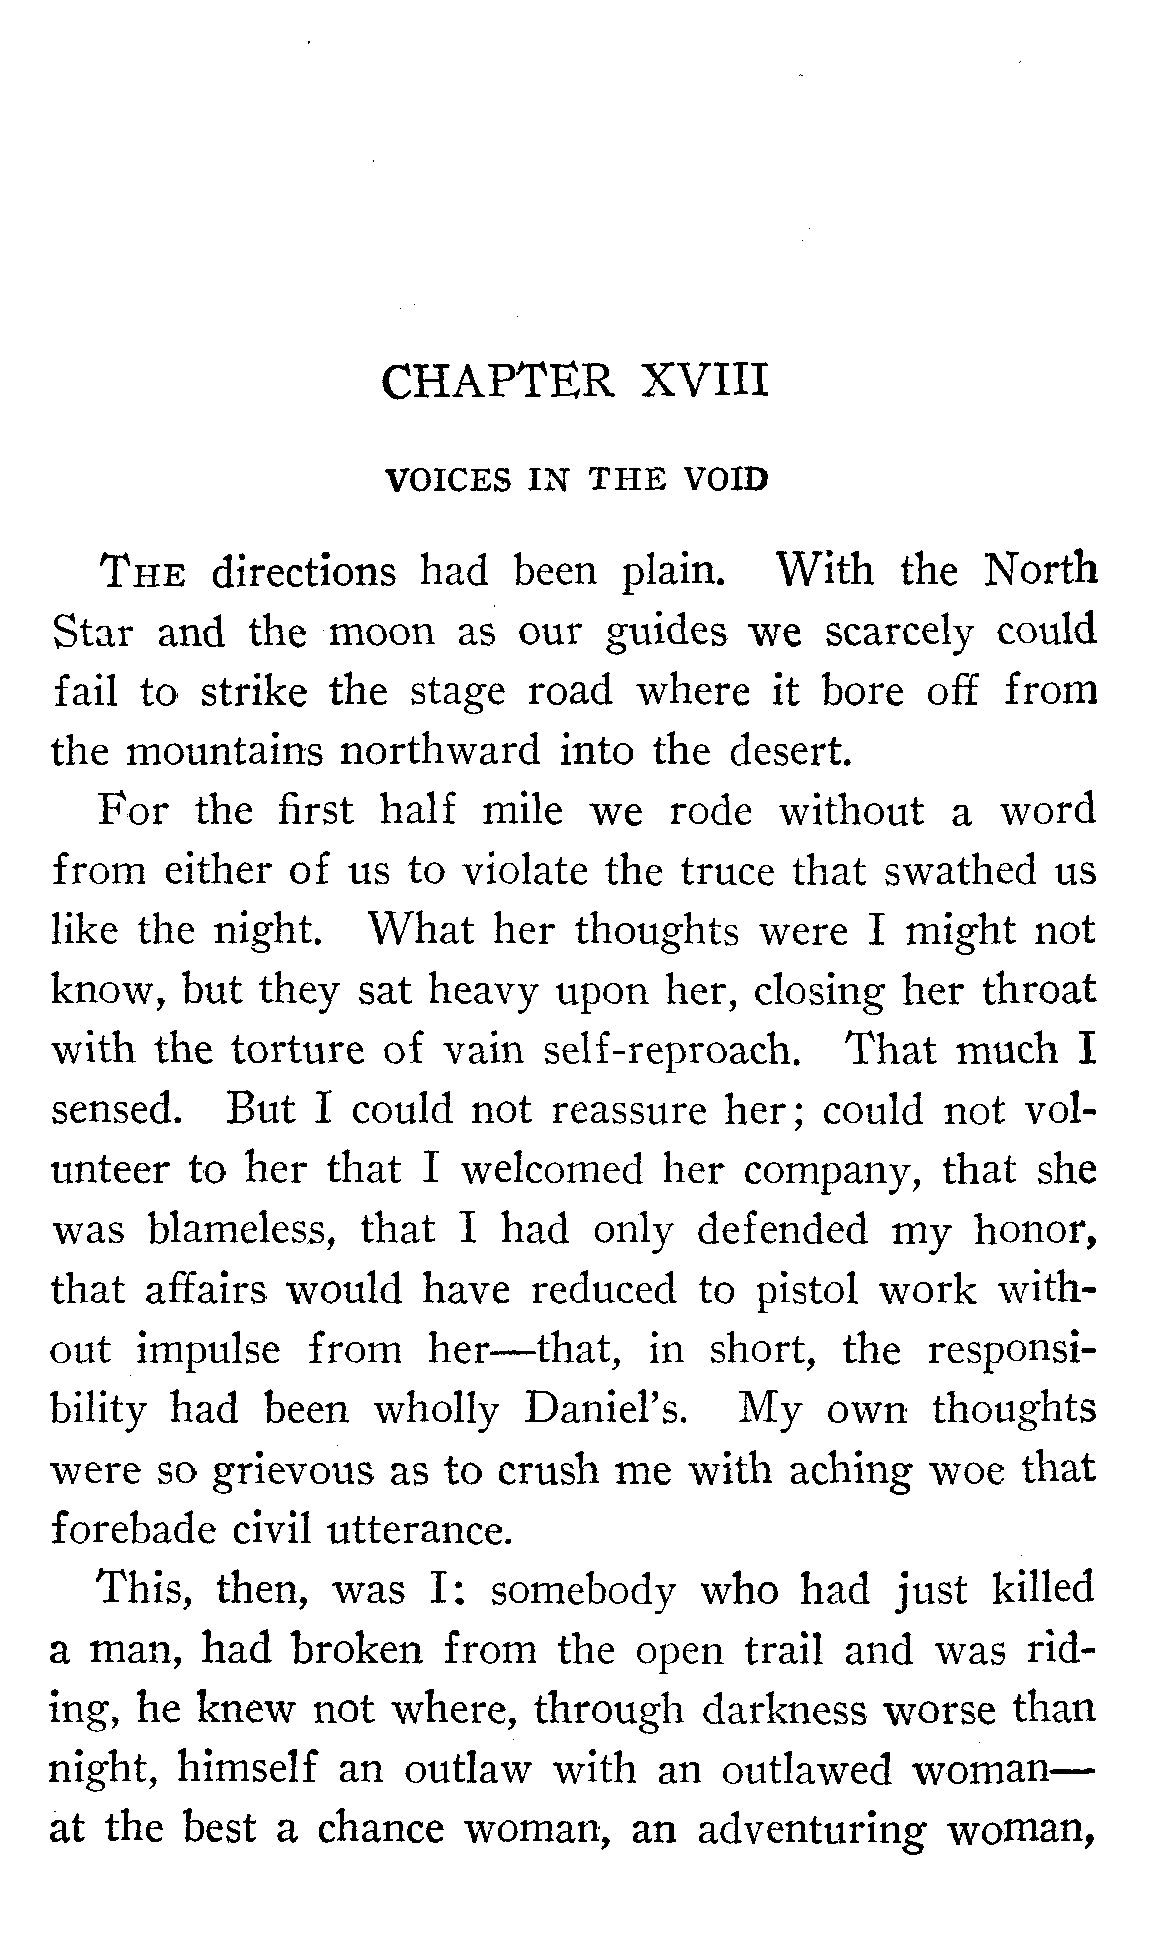 CHAPTER XVIII
VOICES IN THE VOID
THE directions had been plain. With the North
Star and the moon as our guides we scarcely could
fail to strike the stage road where it bore off from
the mountains northward into the desert.
For the first half mile we rode without a word
from either of us to violate the truce that swathed us
like the night. What her thoughts were I might not
know, but they sat heavy upon her, closing her throat
with the torture of vain self-reproach. That much I
sensed. But I could not reassure her; could not vol-
unteer to her that I welcomed her company, that she
was blameless, that I had only defended my honor,
that affairs would have reduced to pistol work with-
out impulse from her—that, in short, the responsi-
bility had been wholly Daniel's. My own thoughts
were so grievous as to crush me with aching woe that
forebade civil utterance.
This, then, was I: somebody who had just killed
a man, had broken from the open trail and was rid-
ing, he knew not where, through darkness worse than
night, himself an outlaw with an outlawed woman—
at the best a chance woman, an adventuring woman,